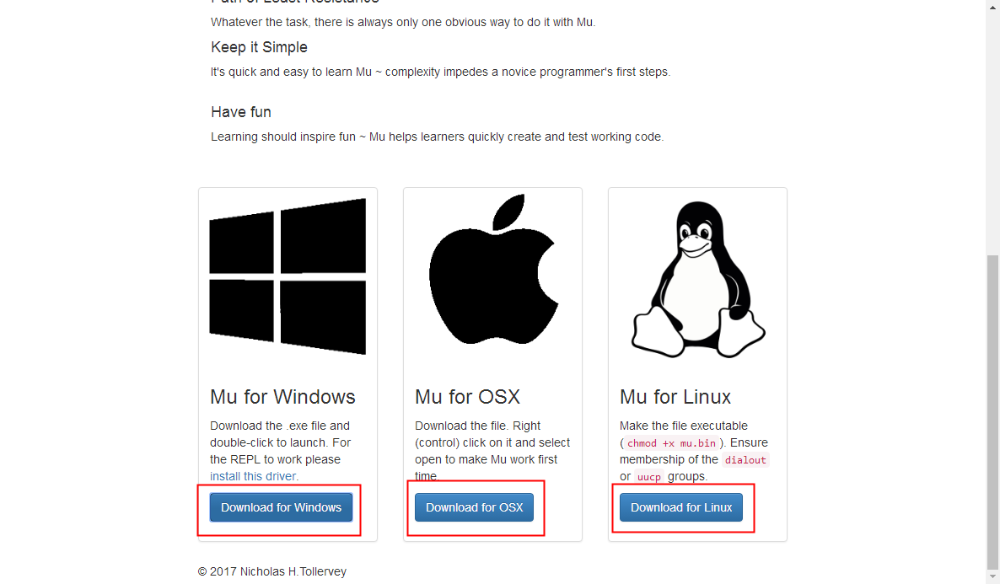 Path of Least Resistance
Whatever the task, there is always only one obvious way to do it with Mu.
Keep it Simple
It's quick and easy to learn Mu ~ complexity impedes a novice programmer's first steps.
Have fun
Learning should inspire fun ~ Mu helps learners quickly create and test working code.
Mu for Windows
Download the .exe file and
double-click to launch. For
the REPL to work please
install this driver.
Download for Windows
Mu for OSX
Download the file. Right
(control) click on it and select
open to make Mu work first
time.
Download for OSX
Mu for Linux
Make the file executable
( chmod +x mu.bin ). Ensure
membership of the dialout
or uucp groups.
Download for Linux
© 2017 Nicholas H.Tollervey